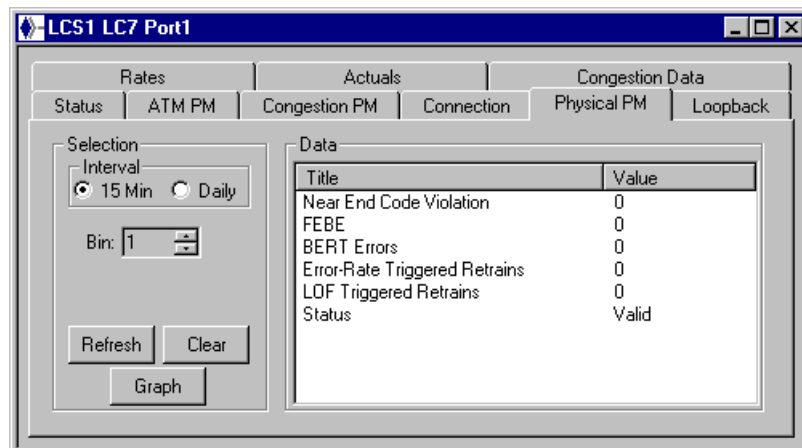 LCS1 LC7 Port1
Rates Actuals Congestion Data
Status ATM PM Congestion PM Connection Physical PM Loopback
Selection
Interval
15 Min Daily
Bin: 1
Refresh Clear
Graph
Data
Title Value
Near End Code Violation 0
FEBE 0
BERT Errors 0
Error-Rate Triggered Retrains 0
LOF Triggered Retrains 0
Status Valid